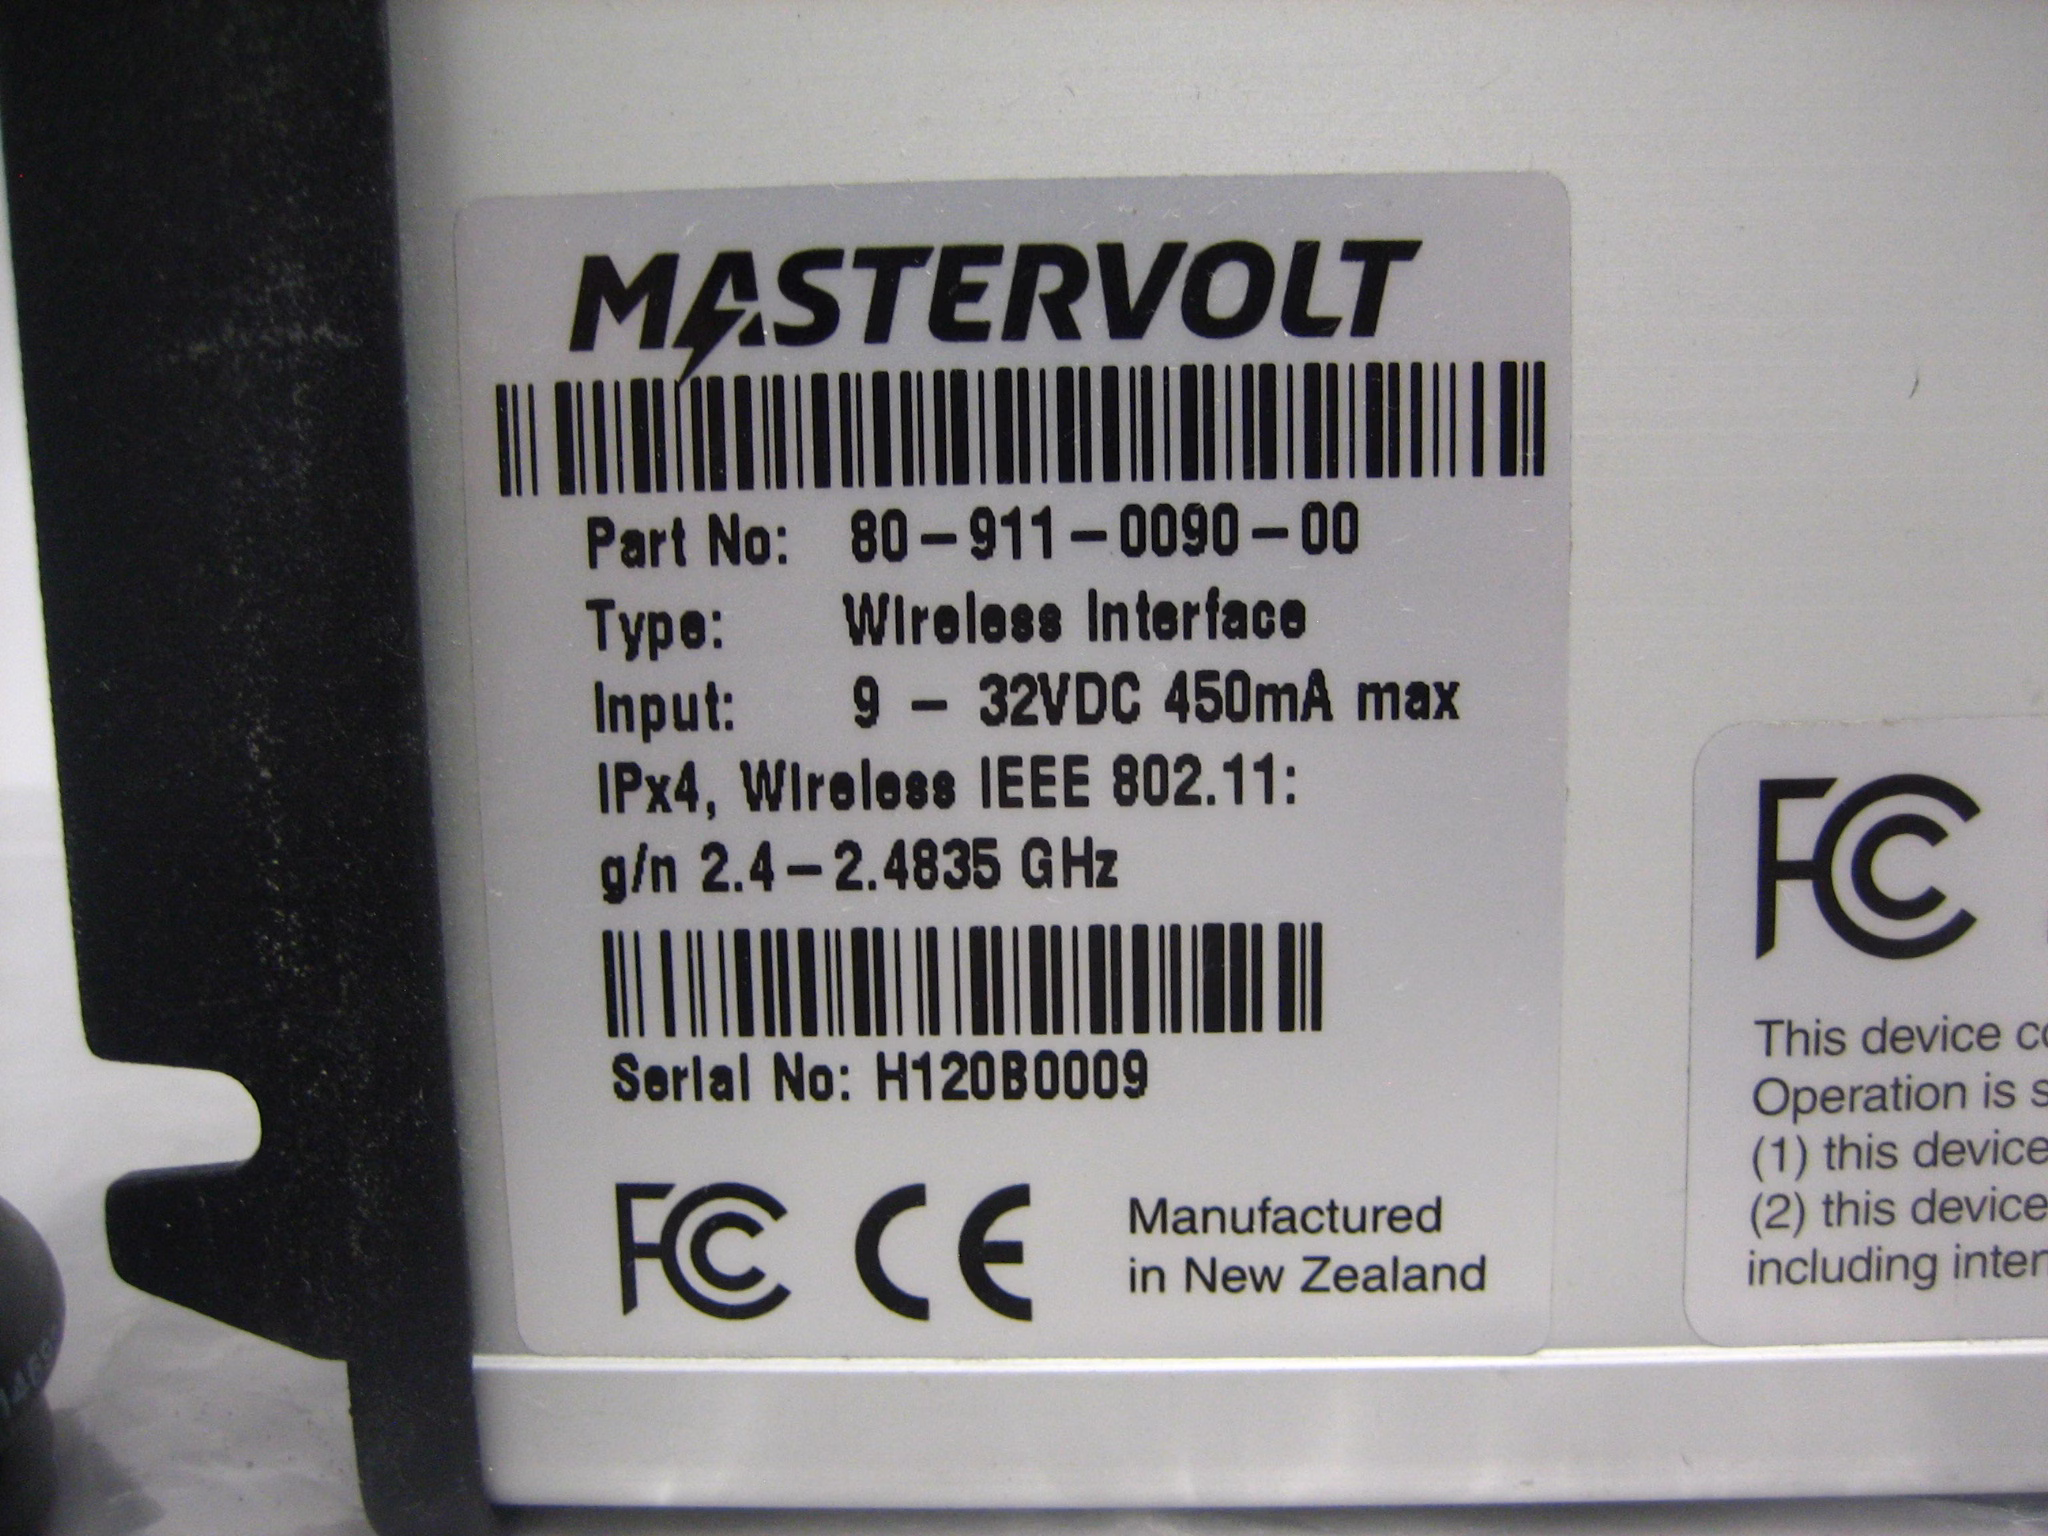 MASTERVOLT
Part No: 80-911-0090-00
Type: Wireless Interface
Input: 9 - 32VDC 450mA max
IPx4, Wireless IEEE 802.11:
g/n 2.4-2.4835 GHz
Serial No: H120B0009
FC CE
Manufactured
in New Zealand
FC
This device
Operation is
(1) this device
(2) this device
including